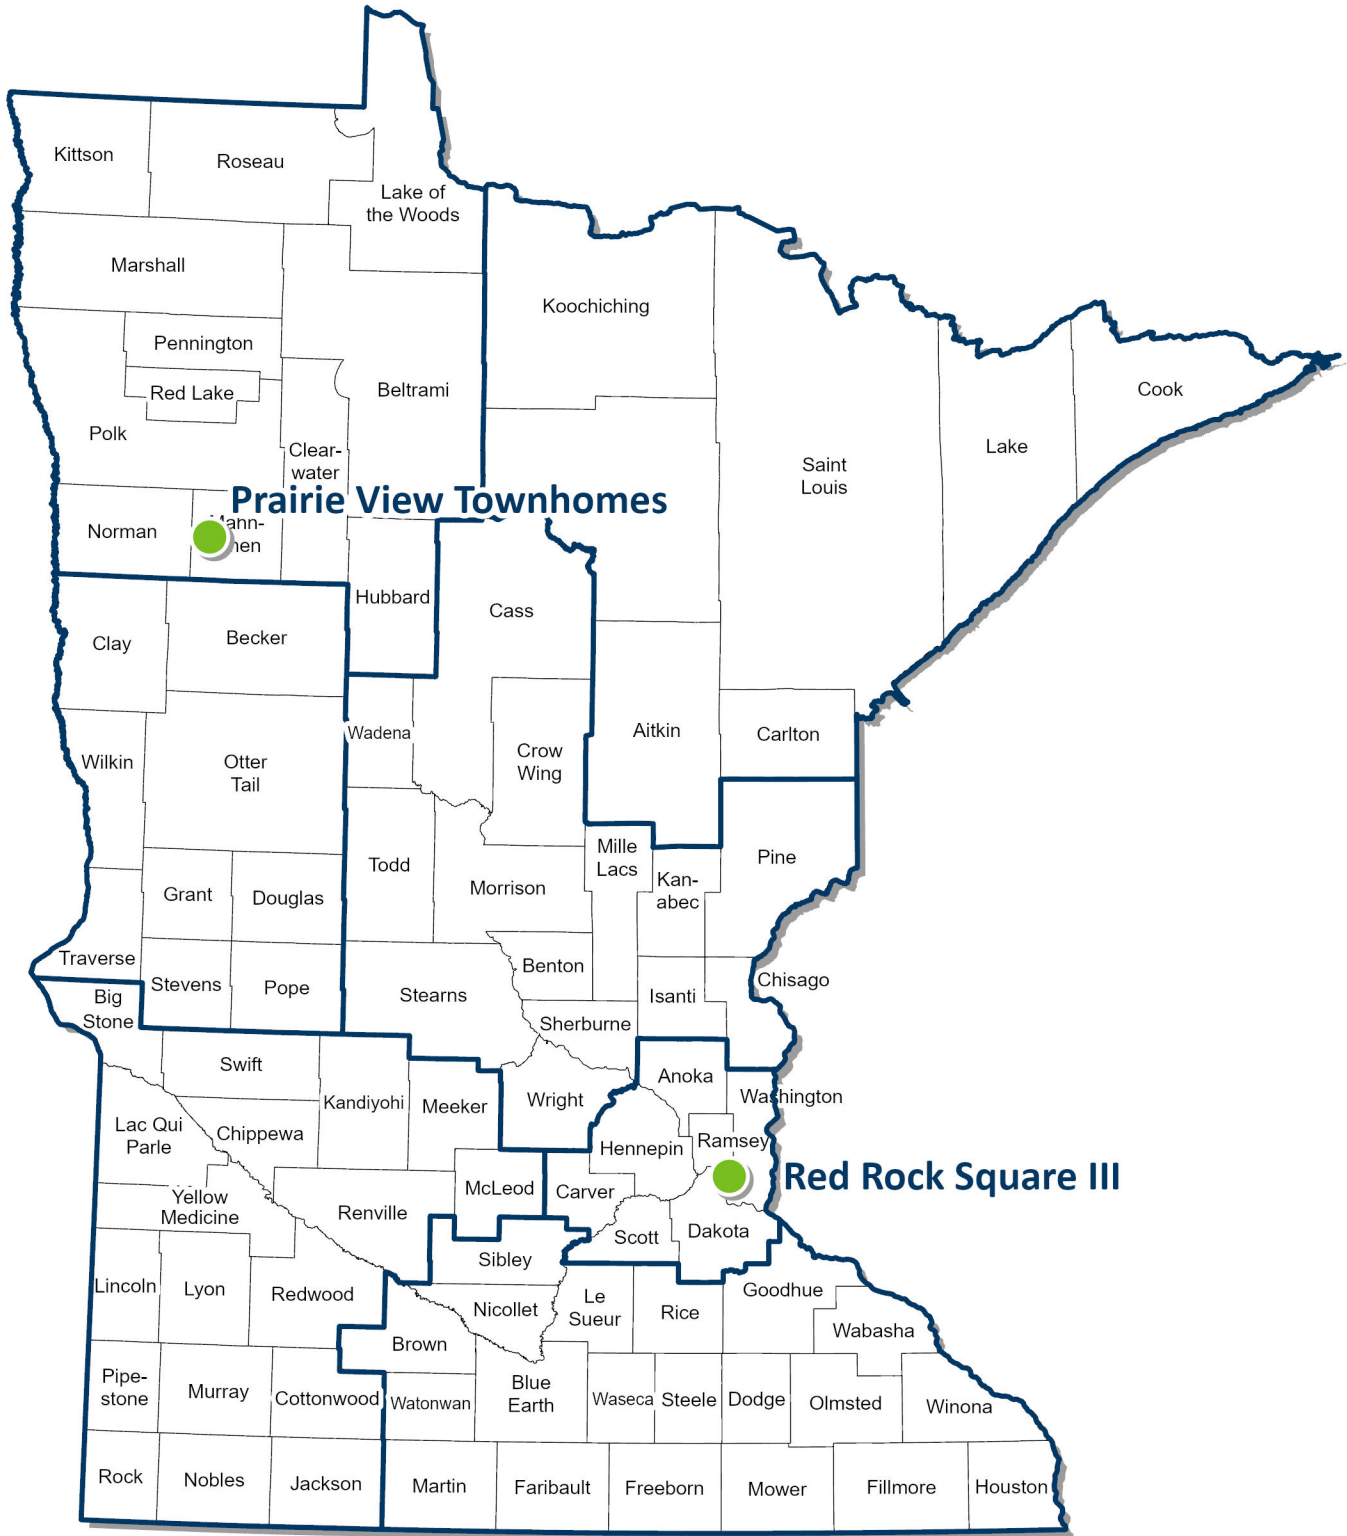 Kittson
Roseau
Lake of
the Woods
Marshall
Koochiching
Pennington
Red Lake
Beltrami
Cook
Polk
Clear-
water
Lake
Saint
Louis
Prairie View Townhomes
Norman
Mahn-
men
Hubbard
Cass
Clay
Becker
Wadena
Aitkin
Carlton
Wilkin
Otter
Tail
Crow
Wing
Todd
Morrison
Mille
Lacs
Kan-
abec
Pine
Grant
Douglas
Traverse
Stevens
Pope
Stearns
Benton
Isanti
Chisago
Big
Stone
Sherburne
Swift
Kandiyohi
Meeker
Wright
Anoka
Washington
Lac Qui
Parle
Chippewa
Hennepin
Ramsey
Red Rock Square III
McLeod
Carver
Yellow
Medicine
Renville
Scott
Dakota
Sibley
Lincoln
Lyon
Redwood
Nicollet
Le
Sueur
Rice
Goodhue
Wabasha
Brown
Pipe-
stone
Murray
Cottonwood
Watonwan
Blue
Earth
Waseca
Steele
Dodge
Olmsted
Winona
Rock
Nobles
Jackson
Martin
Faribault
Freeborn
Mower
Fillmore
Houston